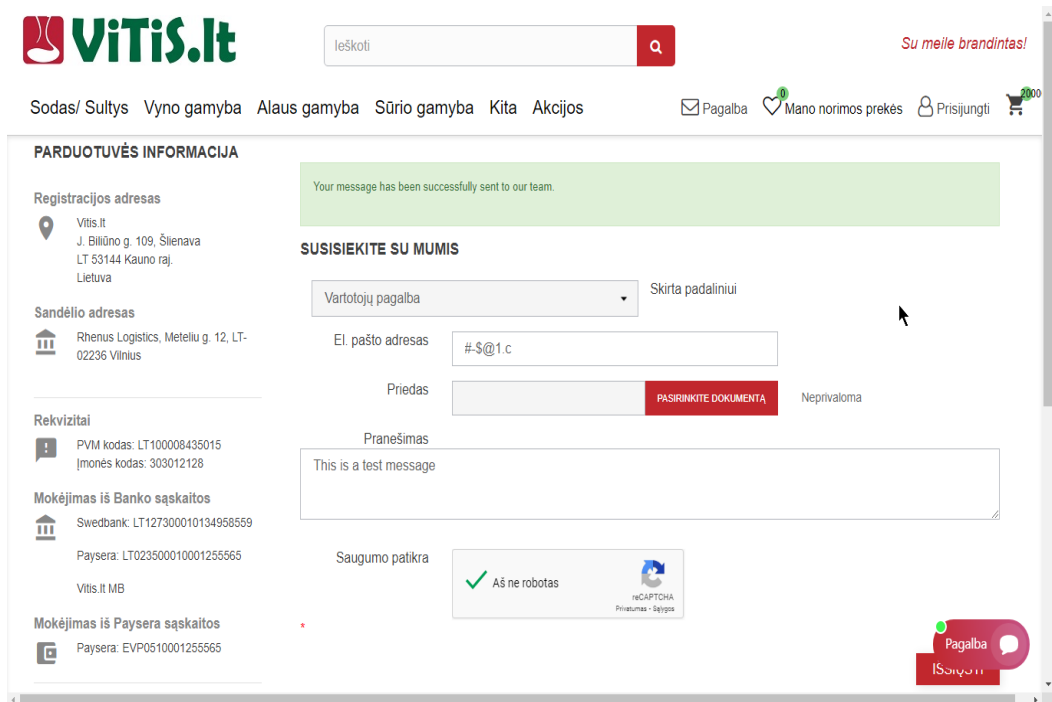 ViTiS.lt
Ieškoti
Su meile brandintas!
Sodas/ Sultys Vyno gamyba Alaus gamyba Sūrio gamyba Kita Akcijos
Pagalba
0
Mano norimos prekės
Prisijungti
2000
PARDUOTUVĖS INFORMACIJA
Registracijos adresas
Vitis.lt
J. Biliūno g. 109, Šlienava
LT 53144 Kauno raj.
Lietuva
Sandėlio adresas
Rhenus Logistics, Meteliu g. 12, LT-
02236 Vilnius
Rekvizitai
PVM kodas: LT100008435015
Įmonės kodas: 303012128
Mokėjimas iš Banko sąskaitos
Swedbank: LT127300010134958559
Paysera: LT023500010001255565
Vitis.lt MB
Mokėjimas iš Paysera sąskaitos
Paysera: EVP0510001255565
Your message has been successfully sent to our team.
SUSISIEKITE SU MUMIS
Vartotojų pagalba
Skirta padaliniui
El. pašto adresas
#-$@1.c
Priedas
PASIRINKITE DOKUMENTĄ
Neprivaloma
Pranešimas
This is a test message
Saugumo patikra
Aš ne robotas
reCAPTCHA
Privatumas - Sąlygos
*
Pagalba